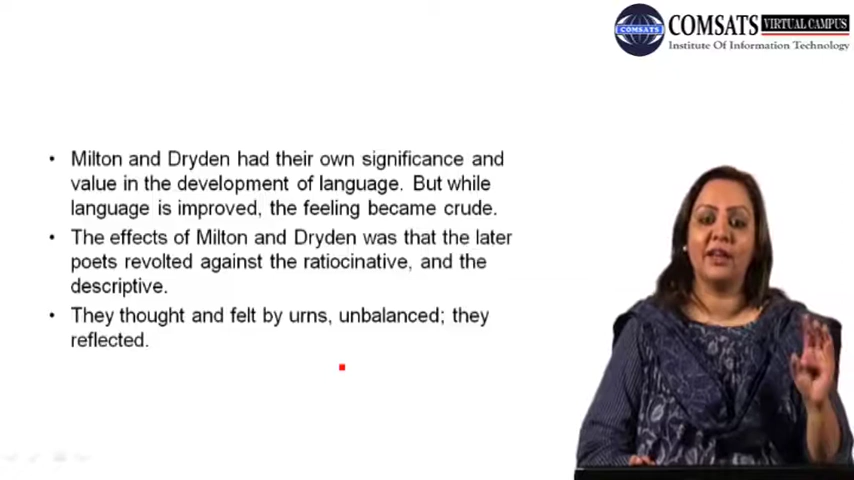 COMSATS
COMSATS VIRTUAL CAMPUS
Institute Of Information Technology
• Milton and Dryden had their own significance and
value in the development of language. But while
language is improved, the feeling became crude.
• The effects of Milton and Dryden was that the later
poets revolted against the ratiocinative, and the
descriptive.
• They thought and felt by urns, unbalanced; they
reflected.